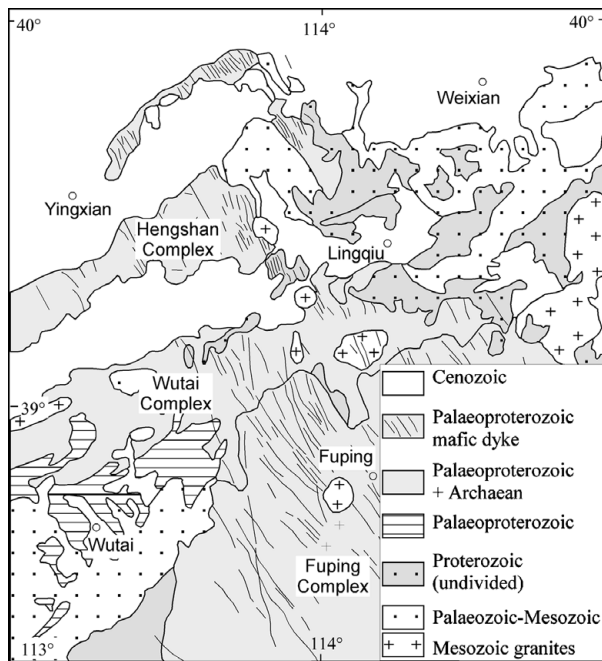 40°
114°
40°
Weixian
Yingxian
Hengshan
Complex
Lingqiu
Wutai
Complex
39°
Fuping
Wutai
Fuping
Complex
113°
114°
Cenozoic
Palaeoproterozoic
mafic dyke
Palaeoproterozoic
+ Archaean
Palaeoproterozoic
Proterozoic
(undivided)
Palaeozoic-Mesozoic
Mesozoic granites